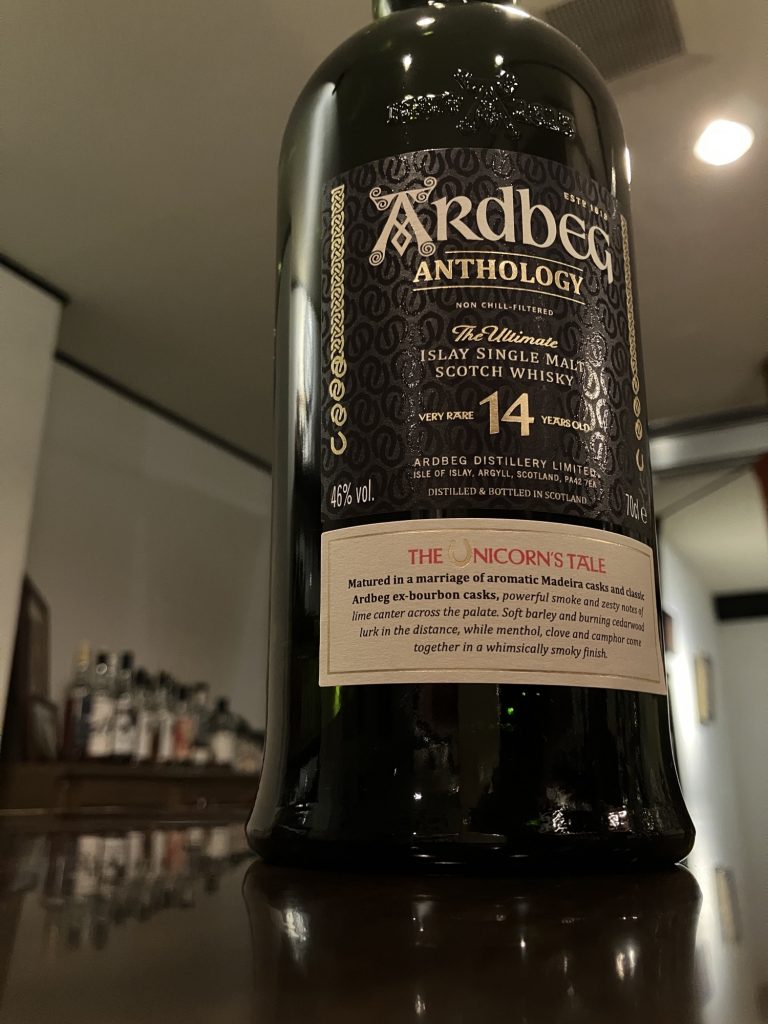 ESTD 1815
ARDBEG
ANTHOLOGY
NON CHILL-FILTERED
The Ultimate
ISLAY SINGLE MALT
SCOTCH WHISKY
VERY RARE 14 YEARS OLD
ARDBEG DISTILLERY LIMITED
ISLE OF ISLAY, ARGYLL, SCOTLAND, PA42 7EA
46% vol.
DISTILLED & BOTTLED IN SCOTLAND
70cl e
THE UNICORN'S TALE
Matured in a marriage of aromatic Madeira casks and classic
Ardbeg ex-bourbon casks, powerful smoke and zesty notes of
lime canter across the palate. Soft barley and burning cedarwood
lurk in the distance, while menthol, clove and camphor come
together in a whimsically smoky finish.